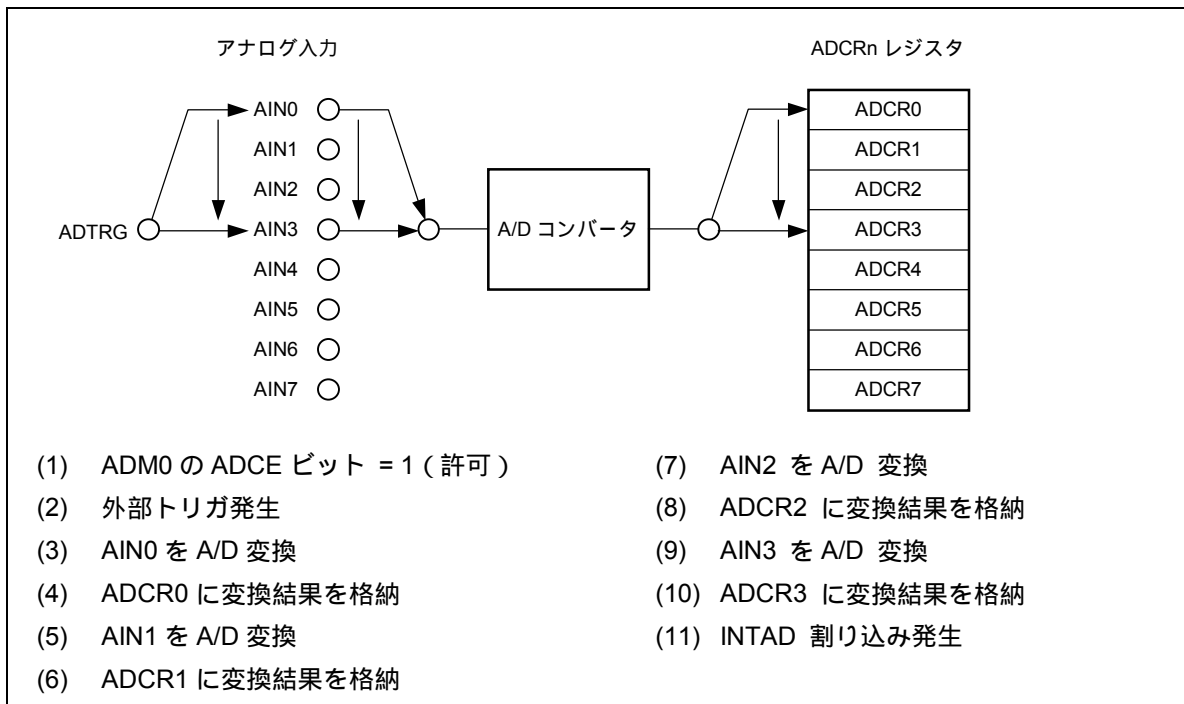 アナログ入力
ADCRn レジスタ
AIN0
AIN1
AIN2
AIN3
AIN4
AIN5
AIN6
AIN7
ADTRG
A/D コンバータ
ADCR0
ADCR1
ADCR2
ADCR3
ADCR4
ADCR5
ADCR6
ADCR7
(1) ADM0 の ADCE ビット = 1（許可）
(2) 外部トリガ発生
(3) AIN0 を A/D 変換
(4) ADCR0 に変換結果を格納
(5) AIN1 を A/D 変換
(6) ADCR1 に変換結果を格納
(7) AIN2 を A/D 変換
(8) ADCR2 に変換結果を格納
(9) AIN3 を A/D 変換
(10) ADCR3 に変換結果を格納
(11) INTAD 割り込み発生